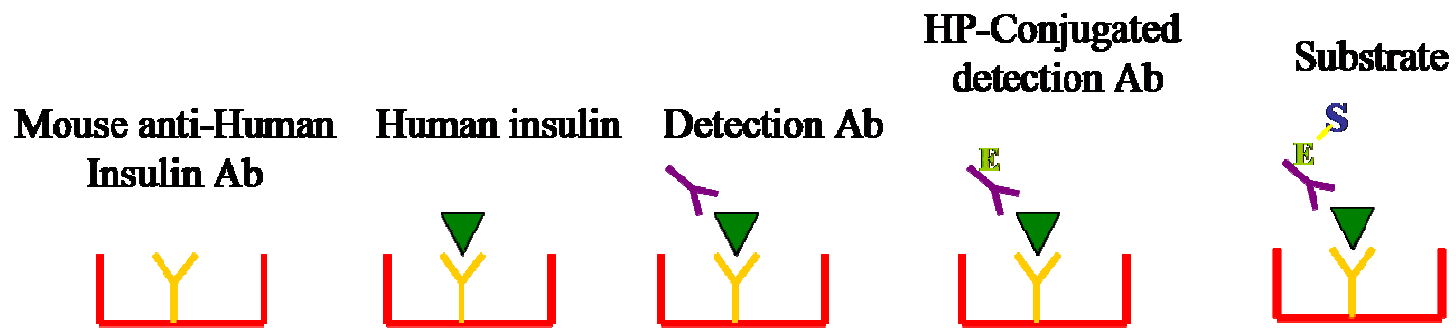 Mouse anti-Human
Insulin Ab
Human insulin
Detection Ab
HP-Conjugated
detection Ab
E
Substrate
S
E